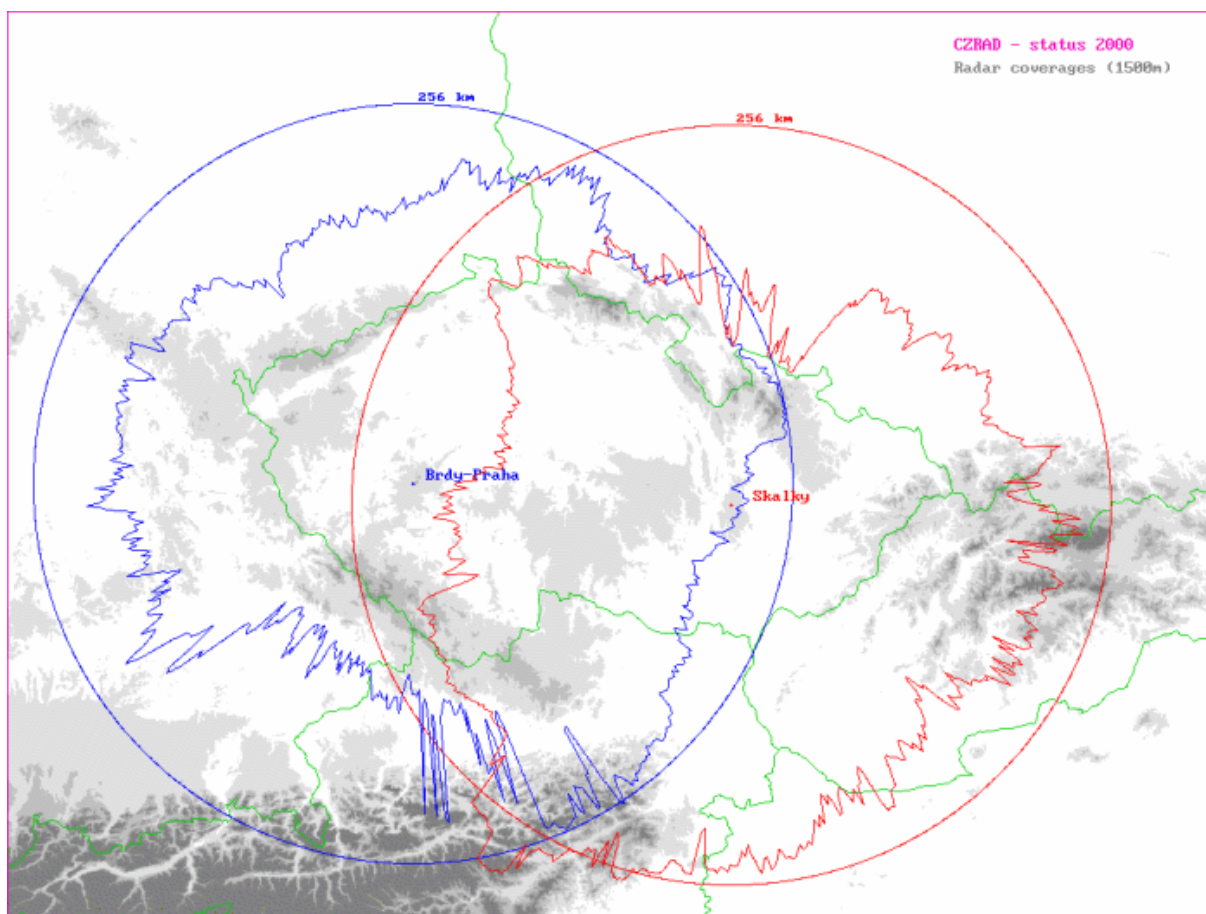 CZRAD - status 2000
Radar coverages (1500m)
256 km
256 km
Brdy-Praha
Skalky